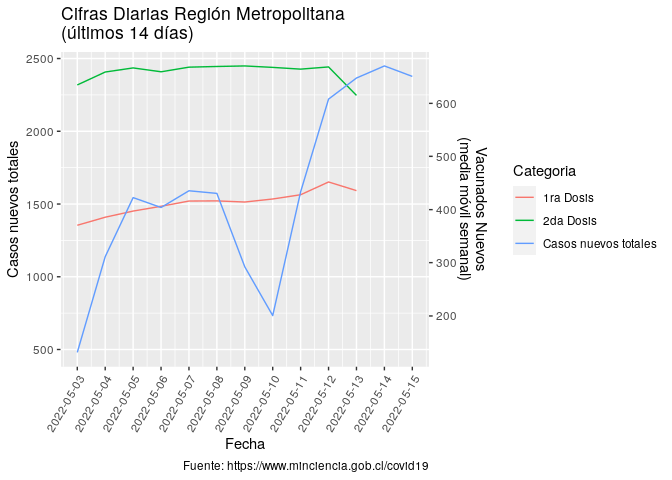 Cifras Diarias Región Metropolitana
(últimos 14 días)
2500
2000
1500
1000
500
Casos nuevos totales
600
500
400
300
200
Vacunados Nuevos
(media móvil semanal)
2022-05-03
2022-05-04
2022-05-05
2022-05-06
2022-05-07
2022-05-08
2022-05-09
2022-05-10
2022-05-11
2022-05-12
2022-05-13
2022-05-14
2022-05-15
Fecha
Categoria
1ra Dosis
2da Dosis
Casos nuevos totales
Fuente: https://www.minciencia.gob.cl/covid19